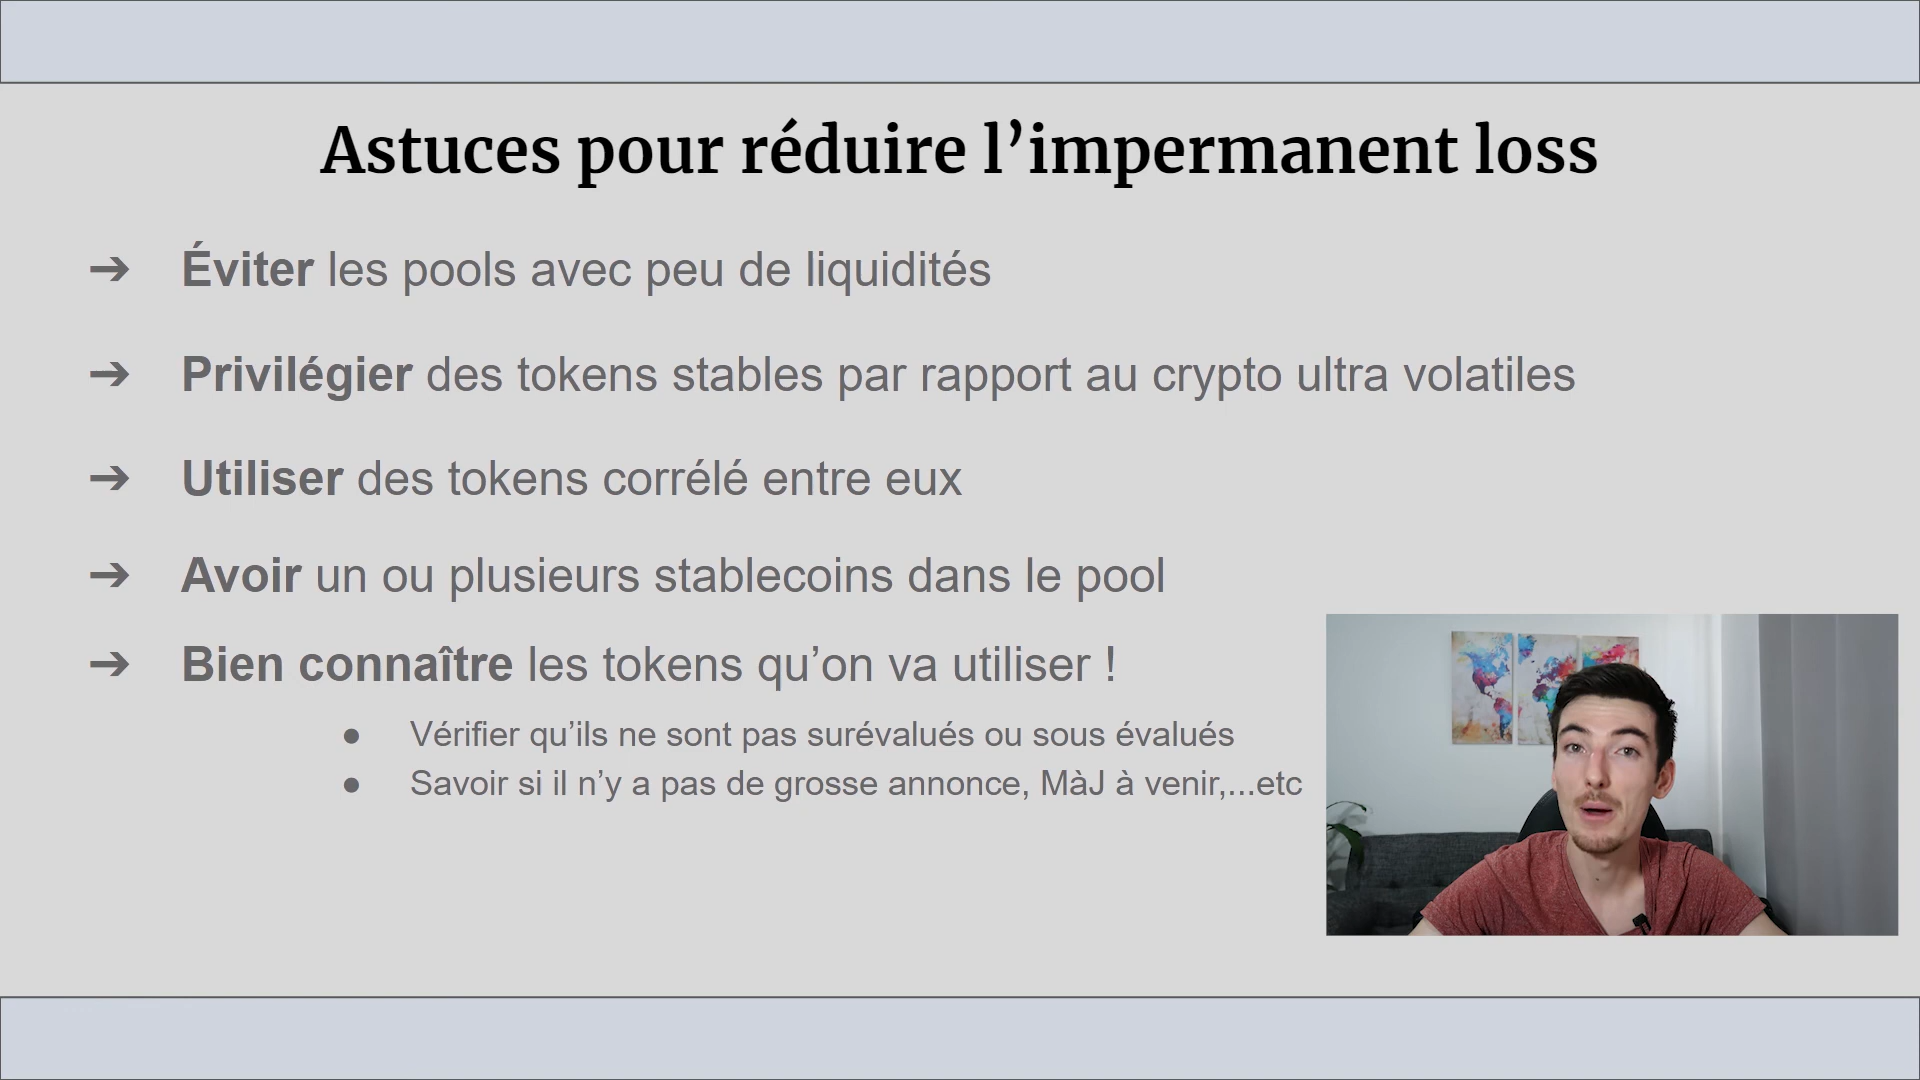 Astuces pour réduire l’impermanent loss
➔ Éviter les pools avec peu de liquidités
➔ Privilégier des tokens stables par rapport au crypto ultra volatiles
➔ Utiliser des tokens corrélé entre eux
➔ Avoir un ou plusieurs stablecoins dans le pool
➔ Bien connaître les tokens qu’on va utiliser !
● Vérifier qu’ils ne sont pas surévalués ou sous évalués
● Savoir si il n’y a pas de grosse annonce, MàJ à venir,...etc